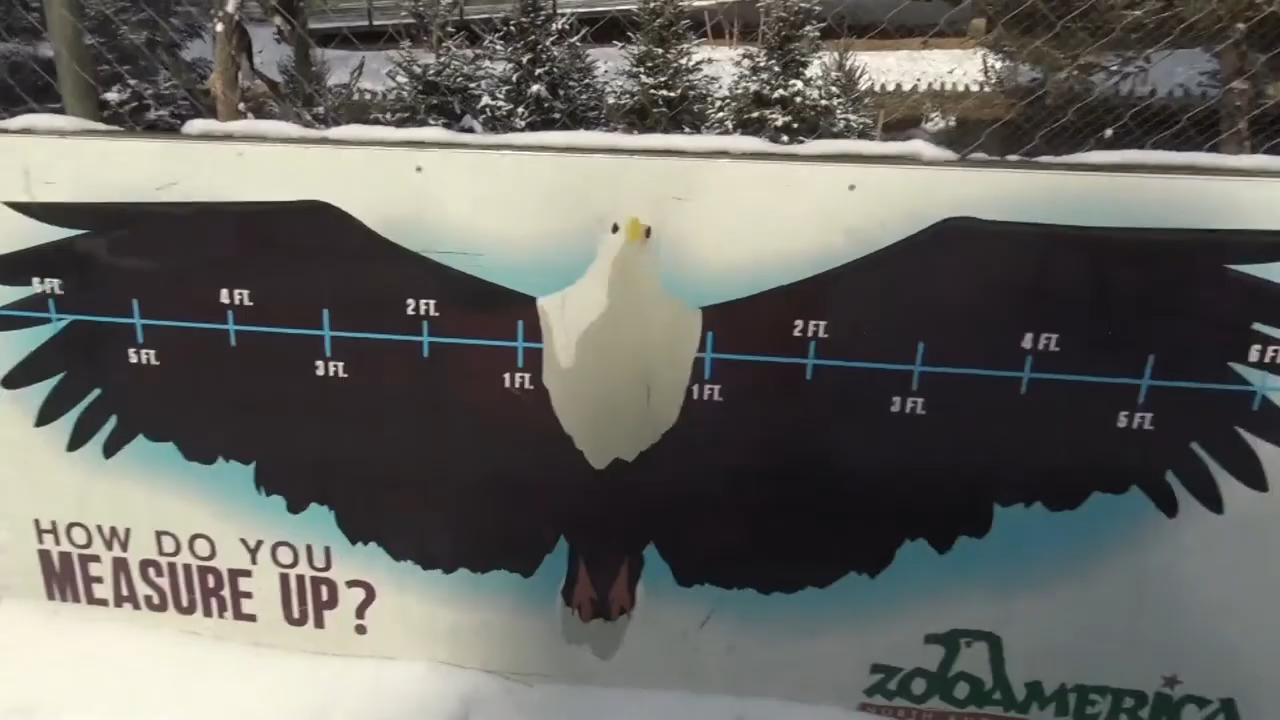 6 FT.
4 FT.
2 FT.
2 FT.
4 FT.
6 FT
5 FT.
3 FT.
1 FT.
1 FT.
3 FT.
5 FT.
HOW DO YOU
MEASURE UP?
ZOOAMERICA
NORTH